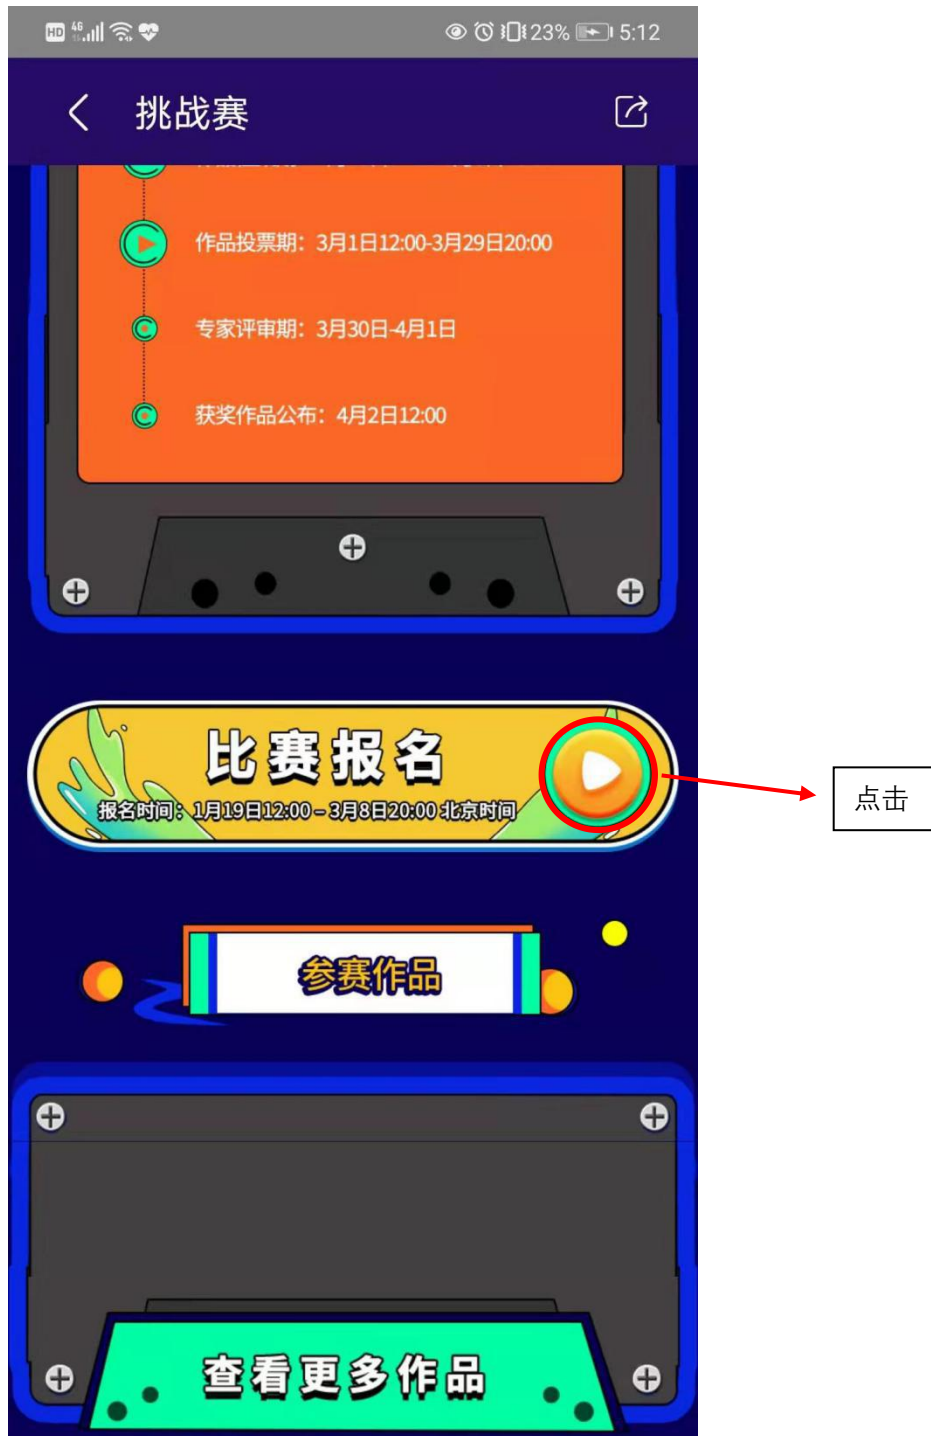 HD 4G 23% 5:12
挑战赛
作品投票期：3月1日12:00-3月29日20:00
专家评审期：3月30日-4月1日
获奖作品公布：4月2日12:00
比赛报名
报名时间：1月19日12:00 – 3月8日20:00 北京时间
点击
参赛作品
查看更多作品